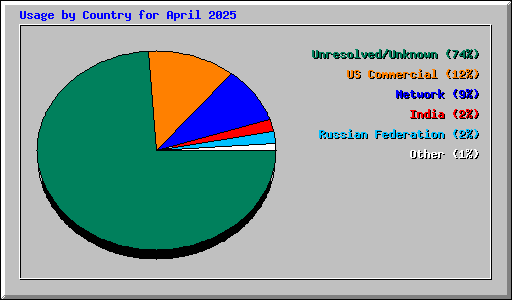 Usage by Country for April 2025
Unresolved/Unknown (74%)
US Commercial (12%)
Network (9%)
India (2%)
Russian Federation (2%)
Other (1%)